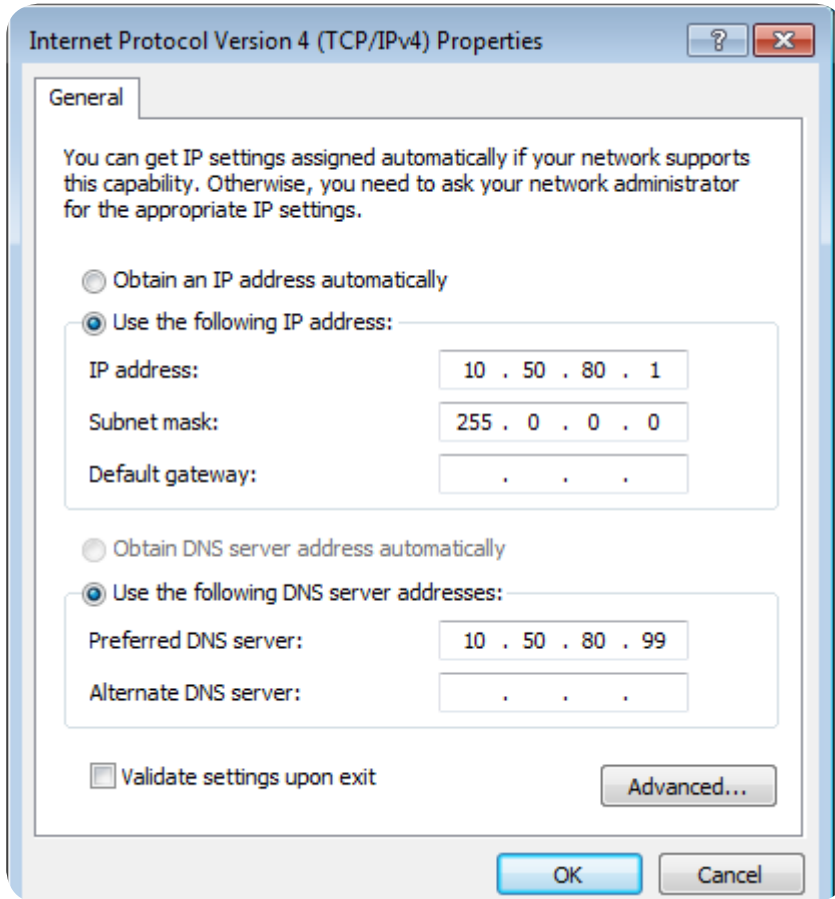 Internet Protocol Version 4 (TCP/IPv4) Properties
General
You can get IP settings assigned automatically if your network supports
this capability. Otherwise, you need to ask your network administrator
for the appropriate IP settings.
Obtain an IP address automatically
Use the following IP address:
IP address: 10 . 50 . 80 . 1
Subnet mask: 255 . 0 . 0 . 0
Default gateway: . . .
Obtain DNS server address automatically
Use the following DNS server addresses:
Preferred DNS server: 10 . 50 . 80 . 99
Alternate DNS server: . . .
Validate settings upon exit
Advanced...
OK Cancel